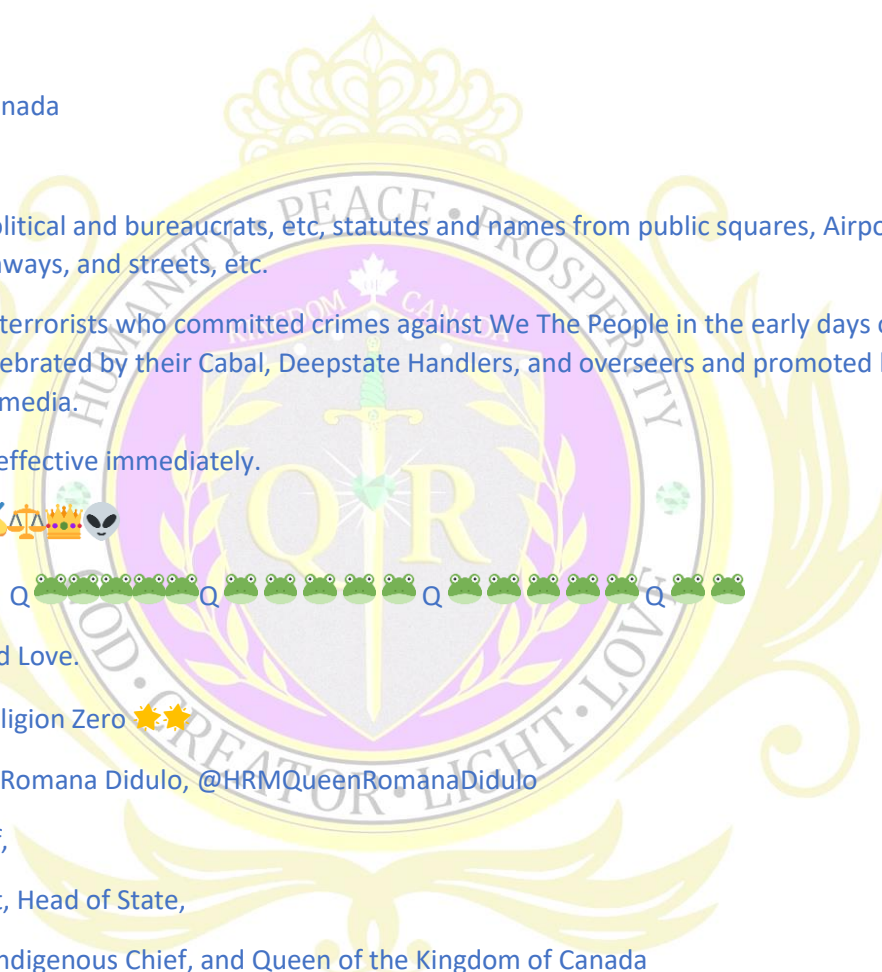 nada
olitical and bureaucrats, etc, statutes and names from public squares, Airpo
ways, and streets, etc.
terrorists who committed crimes against We The People in the early days
ebrated by their Cabal, Deepstate Handlers, and overseers and promoted
media.
effective immediately.
Q Q Q Q
d Love.
ligion Zero
Romana Didulo, @HRMQueenRomanaDidulo
, Head of State,
ndigenous Chief, and Queen of the Kingdom of Canada
HUMANITY • PEACE • PROSPERITY
KINGDOM CANADA
Q R
GOD • CREATOR • LIGHT • LOVE